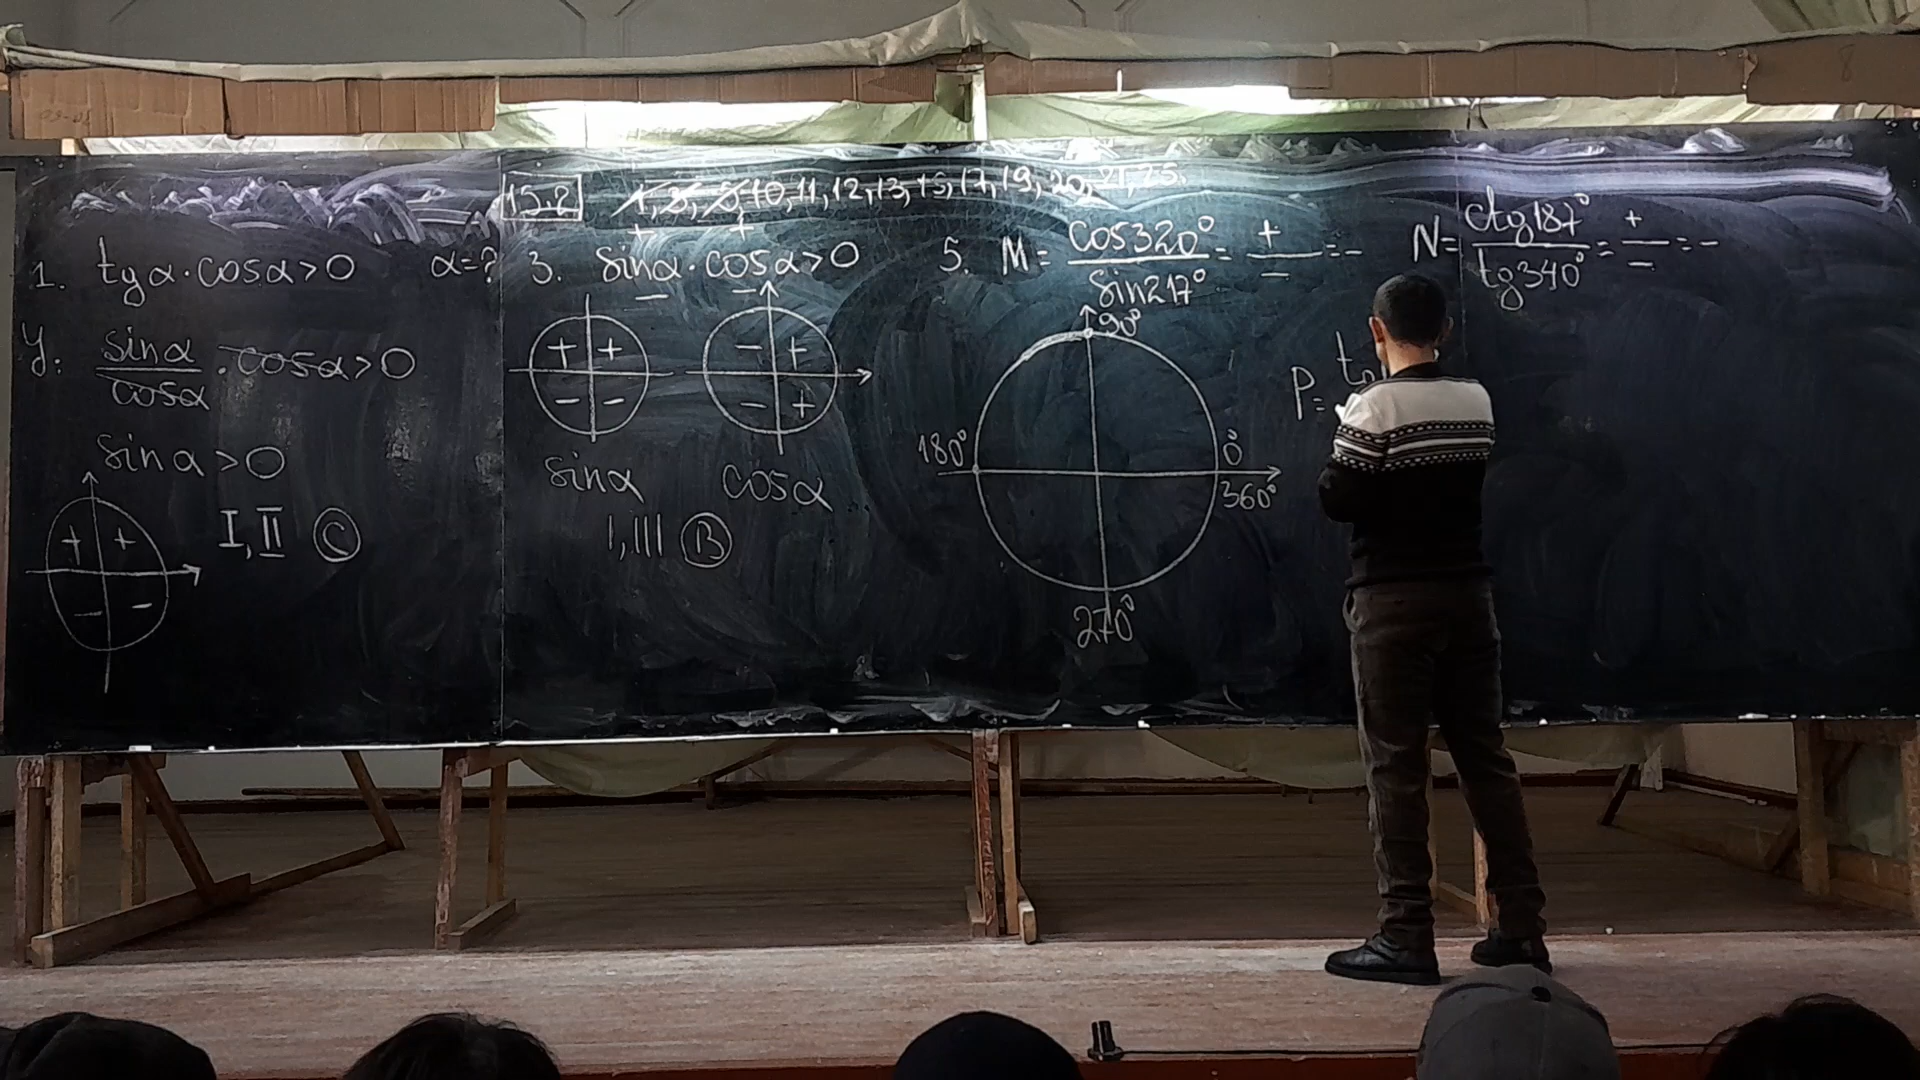 15.2 1, 3, 5, 10, 11, 12, 13, 15, 17, 19, 20, 21, 25.
1. tgα·cosα>0 α=?
Y: sinα/cosα · cosα>0
sinα>0
+ +
− −
I, II C
+ +
3. sinα·cosα>0
− −
+ +
− −
sinα
− +
− +
cosα
I, III B
5. M= cos320°/sin217° = +/− = −
90°
180°
0°
360°
270°
N= ctg187°/tg340° = +/− = −
P=
8